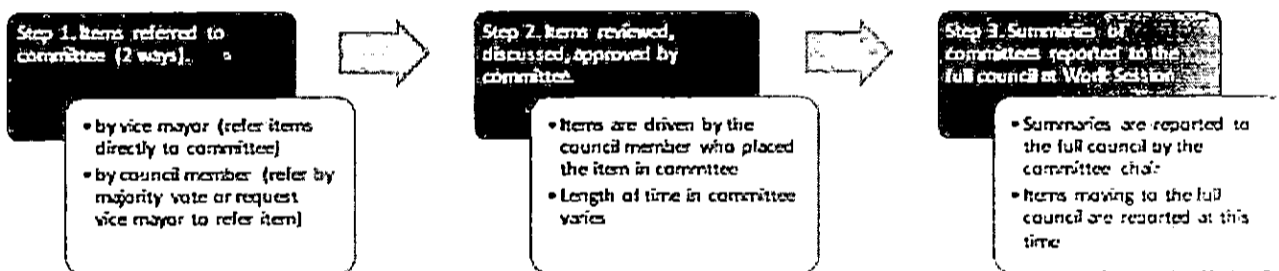 Step 1. Items referred to
committee (2 ways).
• by vice mayor (refer items
directly to committee)
• by council member (refer by
majority vote or request
vice mayor to refer item)
Step 2. Items reviewed,
discussed, approved by
committee.
• Items are driven by the
council member who placed
the item in committee
• Length of time in committee
varies
Step 3. Summaries of
committees reported to the
full council at Work Session
• Summaries are reported to
the full council by the
committee chair
• Items moving to the full
council are reported at this
time